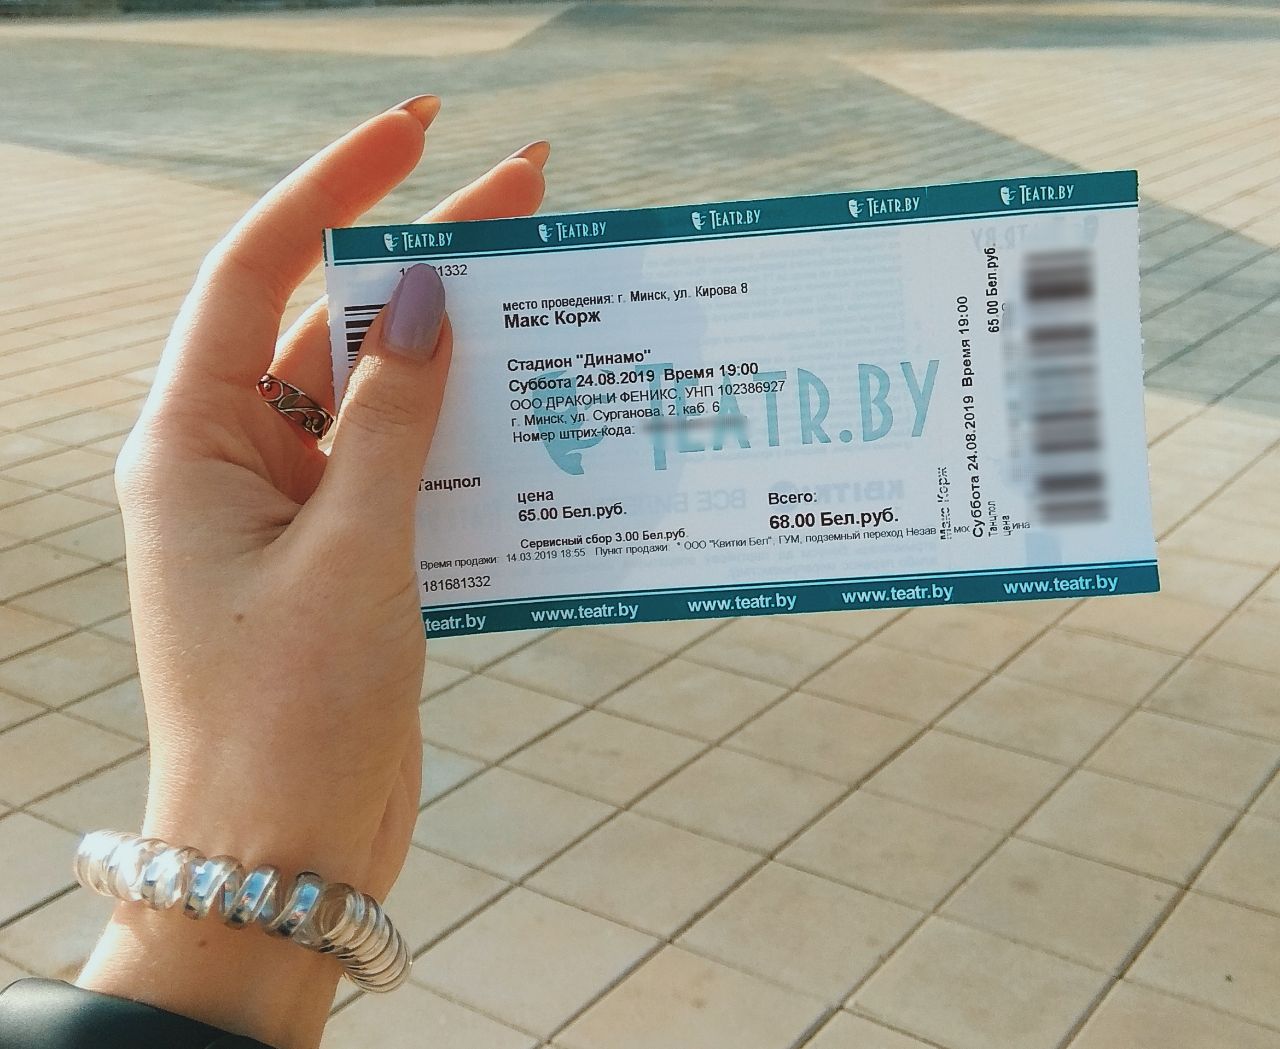 TEATR.BY TEATR.BY TEATR.BY TEATR.BY TEATR.BY
1332
место проведения: г. Минск, ул. Кирова 8
Макс Корж
Стадион "Динамо"
Суббота 24.08.2019 Время 19:00
ООО ДРАКОН И ФЕНИКС, УНП 102386927
г. Минск, ул. Сурганова, 2, каб. 6
Номер штрих-кода:
TEATR.BY
Танцпол
цена
65.00 Бел.руб.
Всего:
68.00 Бел.руб.
Сервисный сбор 3.00 Бел.руб.
Время продажи: 14.03.2019 18:55 Пункт продажи: * ООО "Квитки Бел", ГУМ, подземный переход
181681332
teatr.by www.teatr.by www.teatr.by www.teatr.by www.teatr.by
Макс Корж
Суббота 24.08.2019 Время 19:00
Танцпол
цена
65.00 Бел.руб.